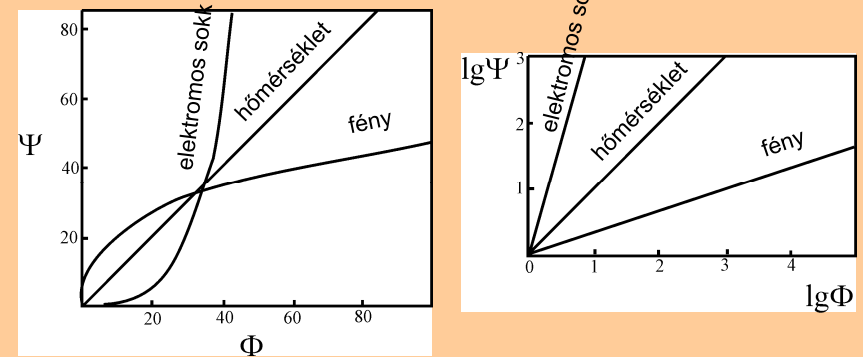 80
60
40
20
Ψ
elektromos sokk
hőmérséklet
fény
20
40
60
80
Φ
lgΨ
3
2
1
elektromos so
hőmérséklet
fény
0
1
2
3
4
lgΦ